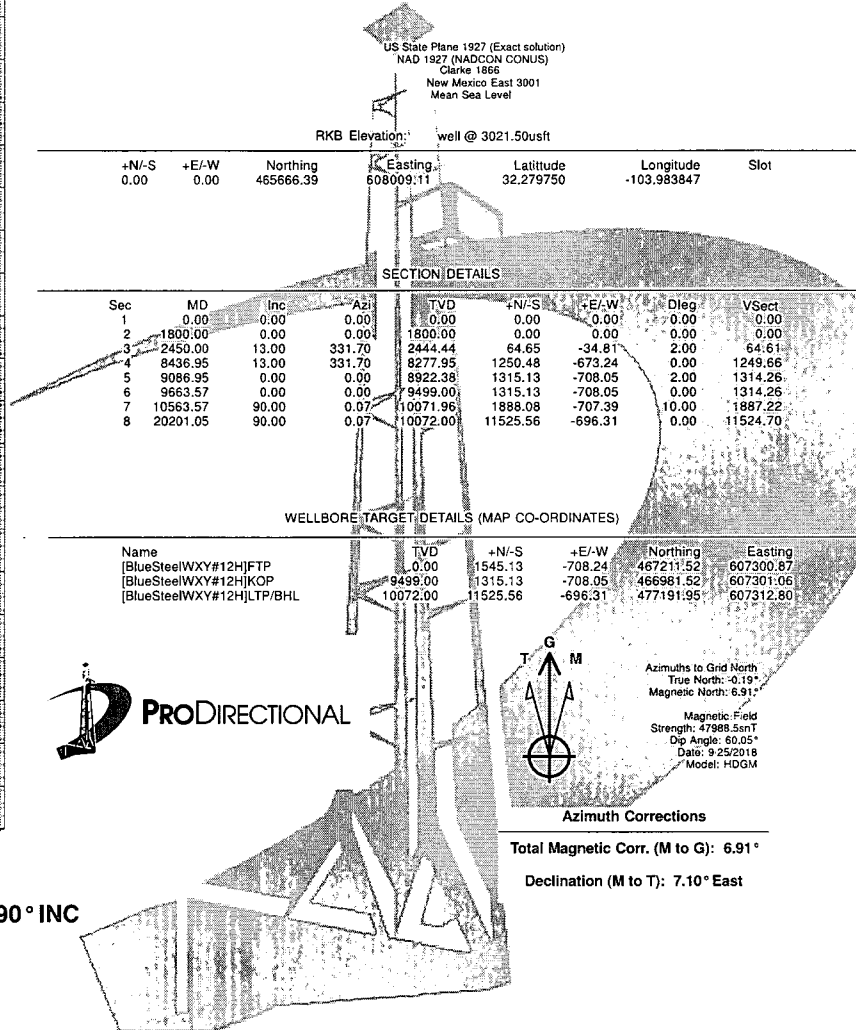 US State Plane 1927 (Exact solution)
NAD 1927 (NADCON CONUS)
Clarke 1866
New Mexico East 3001
Mean Sea Level
RKB Elevation: well @ 3021.50usft
+N/-S +E/-W Northing Easting Latittude Longitude Slot
0.00 0.00 465666.39 608009.11 32.279750 -103.983847
SECTION DETAILS
Sec MD Inc Azi TVD +N/-S +E/-W Dleg VSect
1 0.00 0.00 0.00 0.00 0.00 0.00 0.00 0.00
2 1800.00 0.00 0.00 1800.00 0.00 0.00 0.00 0.00
3 2450.00 13.00 331.70 2444.44 64.65 -34.81 2.00 64.61
4 8436.95 13.00 331.70 8277.95 1250.48 -673.24 0.00 1249.66
5 9086.95 0.00 0.00 8922.38 1315.13 -708.05 2.00 1314.26
6 9663.57 0.00 0.00 9499.00 1315.13 -708.05 0.00 1314.26
7 10563.57 90.00 0.07 10071.96 1888.08 -707.39 10.00 1887.22
8 20201.05 90.00 0.07 10072.00 11525.56 -696.31 0.00 11524.70
WELLBORE TARGET DETAILS (MAP CO-ORDINATES)
Name TVD +N/-S +E/-W Northing Easting
[BlueSteelWXY#12H]FTP 0.00 1545.13 -708.24 467211.52 607300.87
[BlueSteelWXY#12H]KOP 9499.00 1315.13 -708.05 466981.52 607301.06
[BlueSteelWXY#12H]LTP/BHL 10072.00 11525.56 -696.31 477191.95 607312.80
PRODIRECTIONAL
G
T M
Azimuths to Grid North
True North: -0.19°
Magnetic North: 6.91°
Magnetic Field
Strength: 47988.5snT
Dip Angle: 60.05°
Date: 9/25/2018
Model: HDGM
Azimuth Corrections
Total Magnetic Corr. (M to G): 6.91°
Declination (M to T): 7.10° East
90° INC